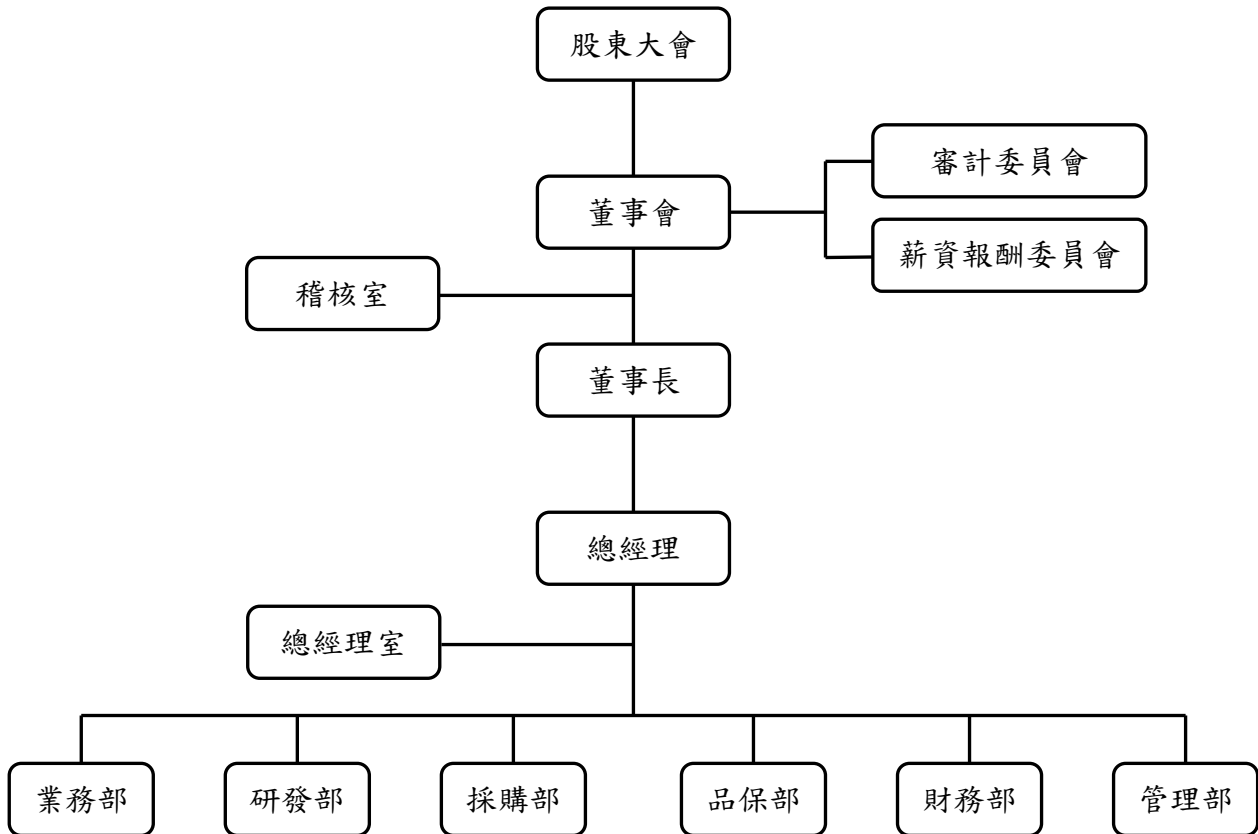 股東大會
審計委員會
董事會
薪資報酬委員會
稽核室
董事長
總經理
總經理室
業務部
研發部
採購部
品保部
財務部
管理部